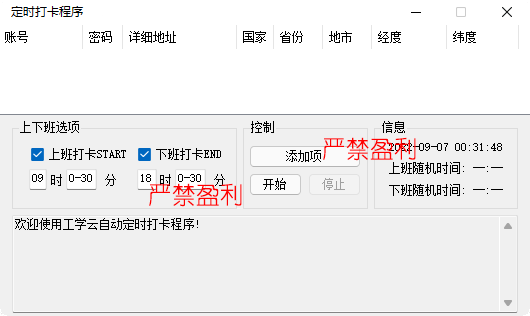 定时打卡程序
账号 密码 详细地址 国家 省份 地市 经度 纬度
上下班选项 控制 信息
上班打卡START 下班打卡END
09 时 0-30 分 18 时 0-30 分
添加项
开始 停止
2022-09-07 00:31:48
上班随机时间: —:—
下班随机时间: —:—
严禁盈利
严禁盈利
欢迎使用工学云自动定时打卡程序!